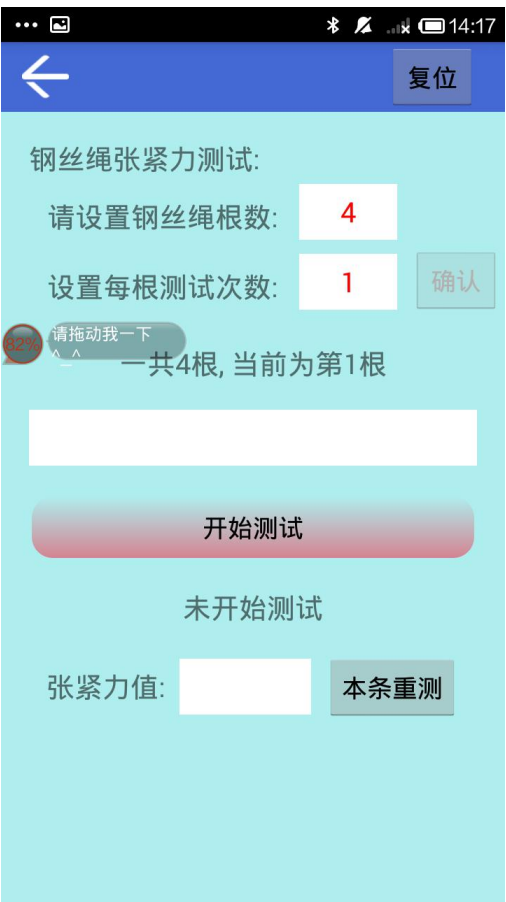 14:17
复位
钢丝绳张紧力测试:
请设置钢丝绳根数: 4
设置每根测试次数: 1 确认
82% 请拖动我一下
^_^
一共4根, 当前为第1根
开始测试
未开始测试
张紧力值: 本条重测